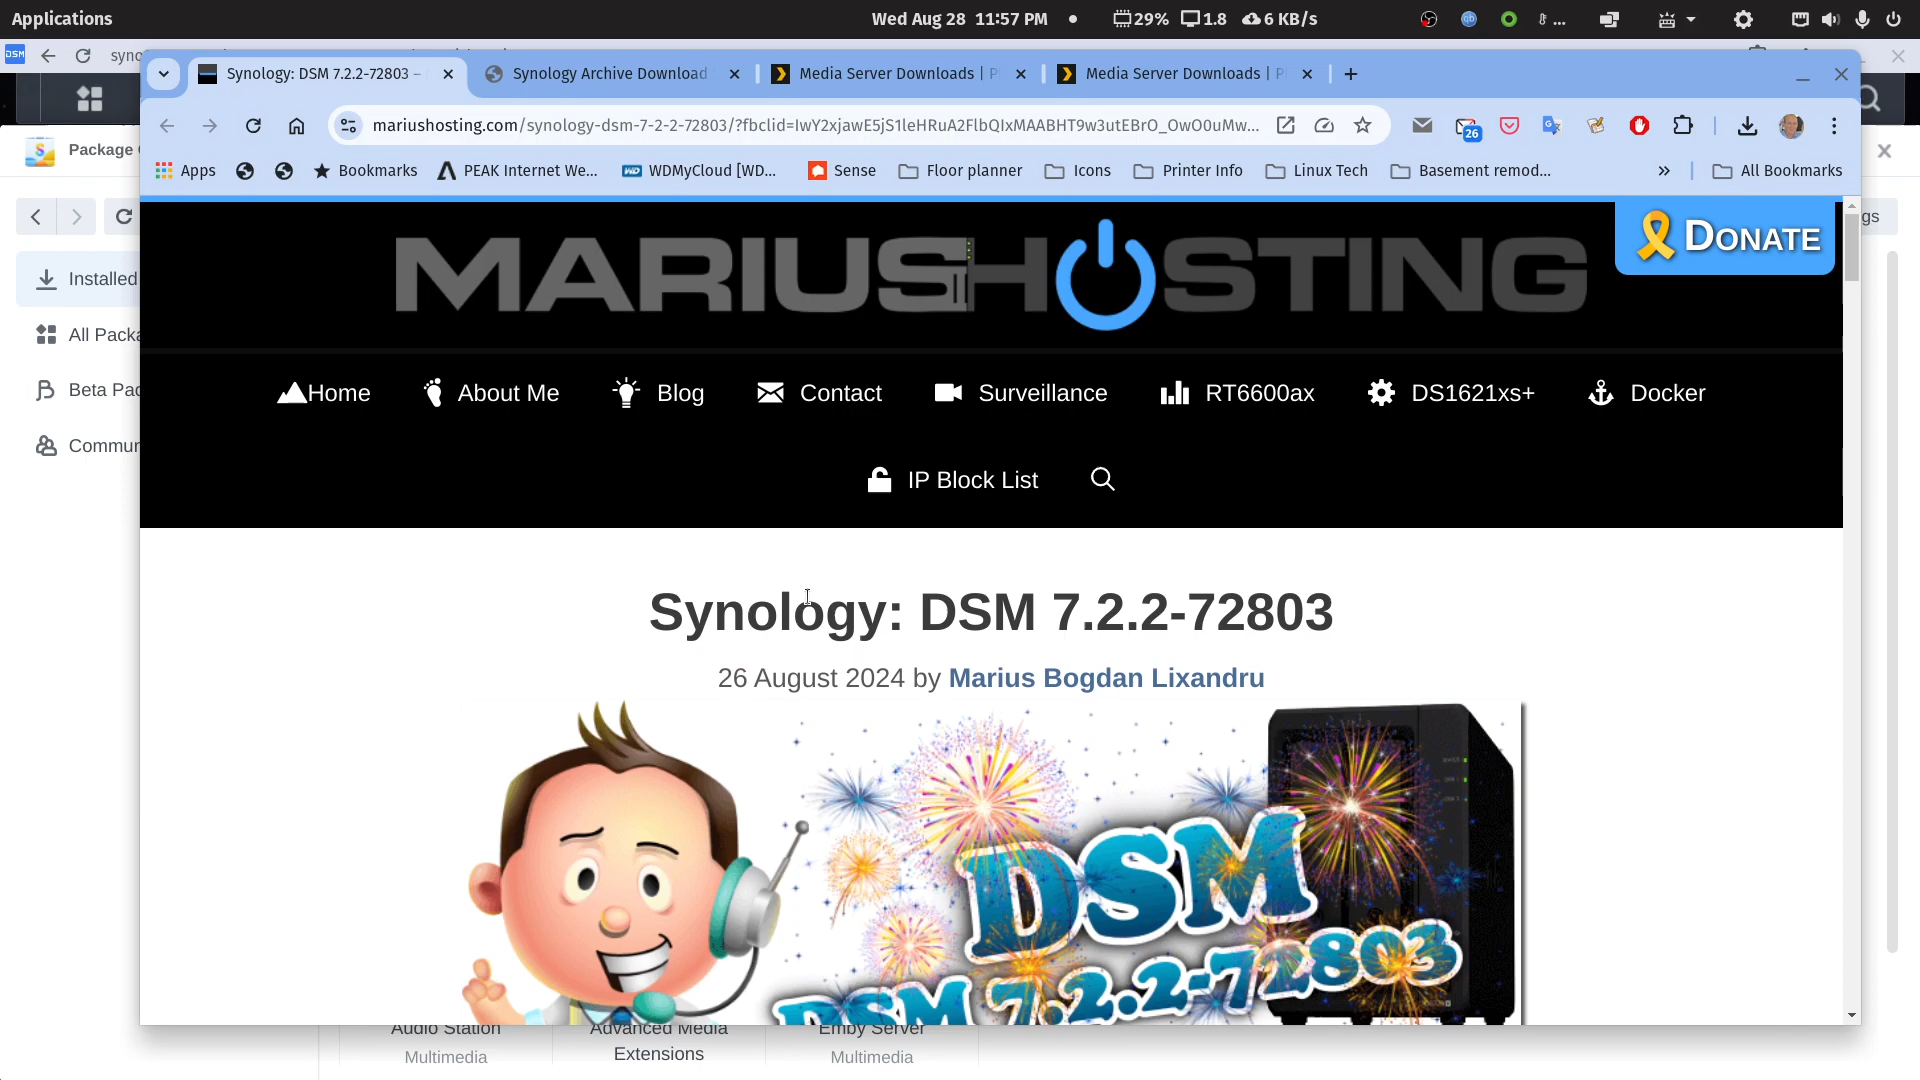 Applications
Wed Aug 28 11:57 PM
29% 1.8 6 KB/s
DSM
Synology: DSM 7.2.2-72803 –
Synology Archive Download
Media Server Downloads | P
Media Server Downloads | P
mariushosting.com/synology-dsm-7-2-2-72803/?fbclid=IwY2xjawE5jS1leHRuA2FlbQIxMAABHT9w3utEBrO_OwO0uMw...
26
Package
Apps
Bookmarks
PEAK Internet We...
WDMyCloud [WD...
Sense
Floor planner
Icons
Printer Info
Linux Tech
Basement remod...
»
All Bookmarks
MARIUSHOSTING
DONATE
Installed
All Packa
Beta Pac
Commun
gs
Home
About Me
Blog
Contact
Surveillance
RT6600ax
DS1621xs+
Docker
IP Block List
Synology: DSM 7.2.2-72803
26 August 2024 by Marius Bogdan Lixandru
DSM
DSM 7.2.2-72803
Audio Station
Multimedia
Advanced Media
Extensions
Emby Server
Multimedia